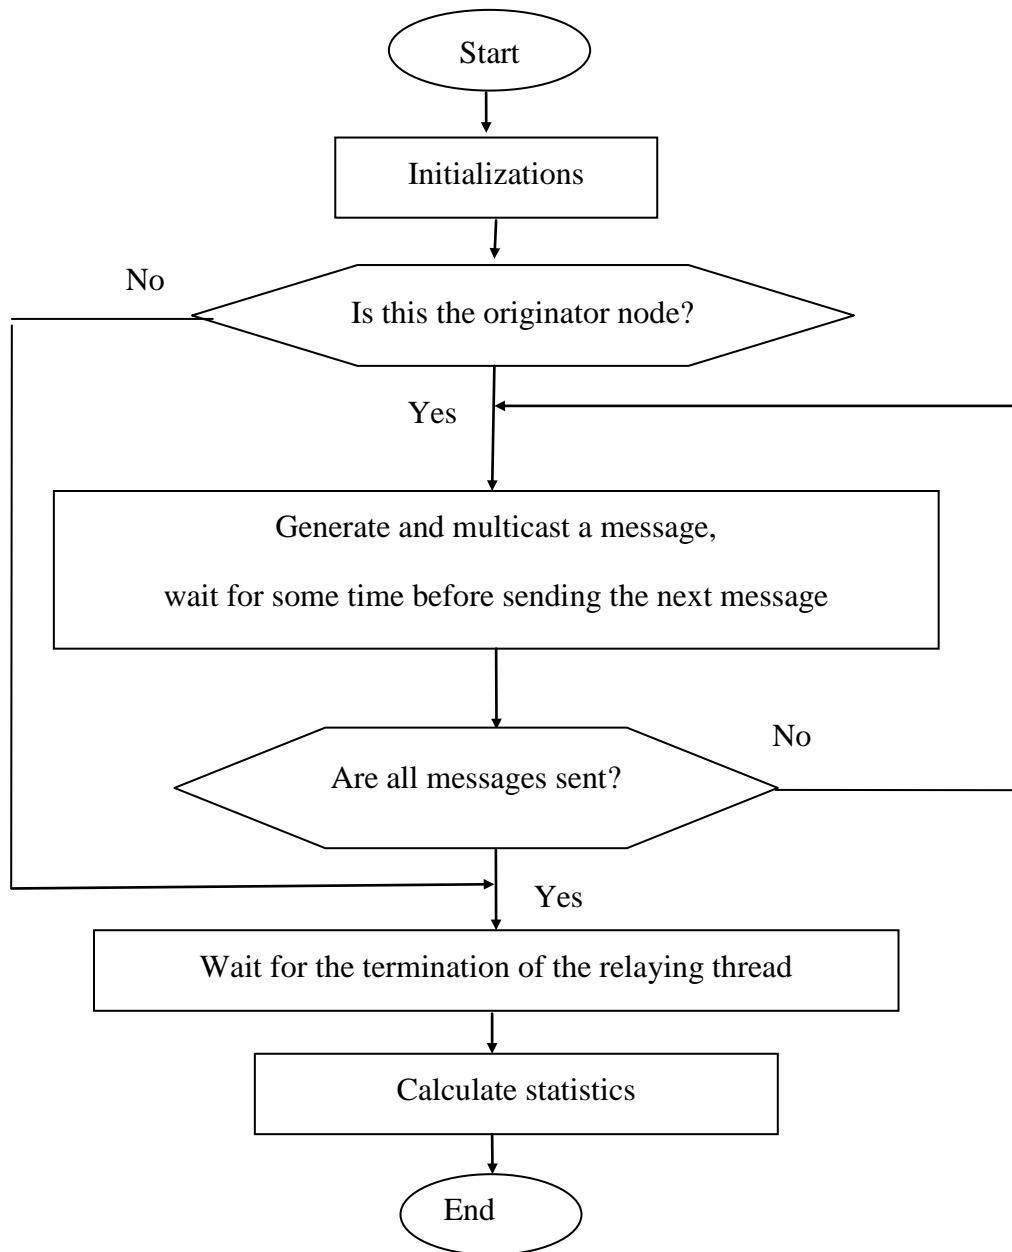 Start
Initializations
No
Is this the originator node?
Yes
Generate and multicast a message,
wait for some time before sending the next message
No
Are all messages sent?
Yes
Wait for the termination of the relaying thread
Calculate statistics
End